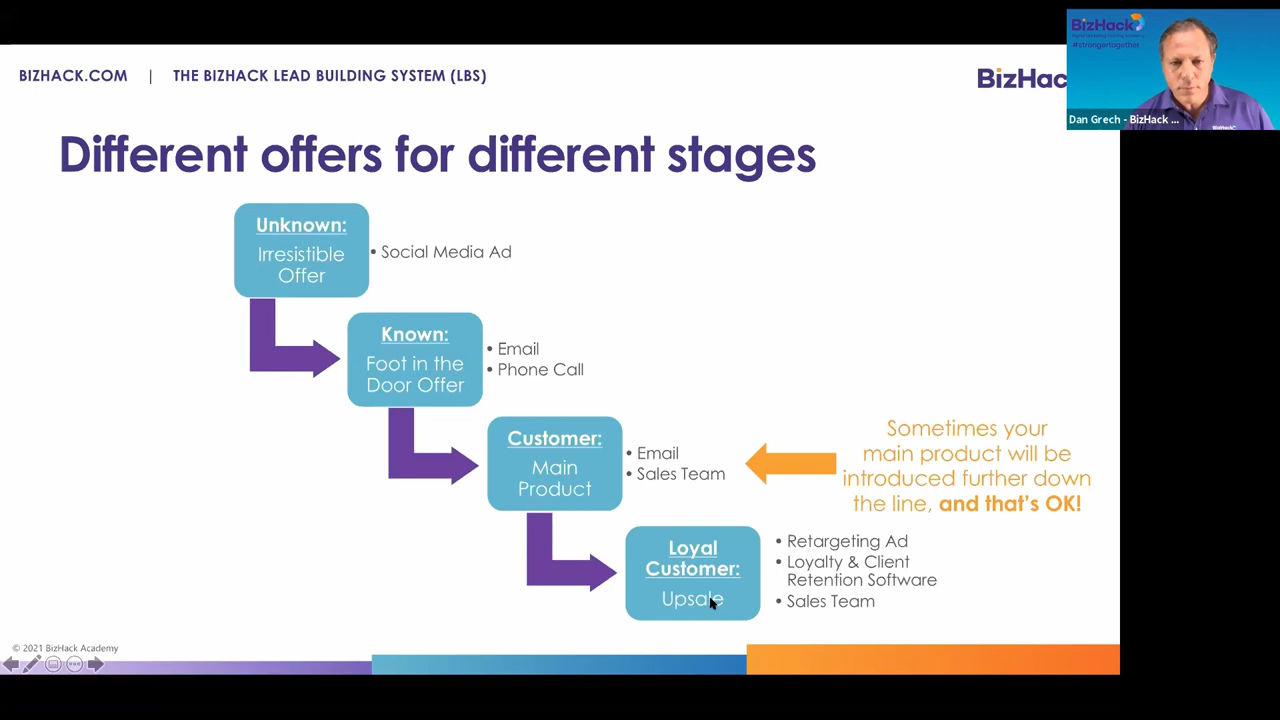 BIZHACK.COM | THE BIZHACK LEAD BUILDING SYSTEM (LBS)
BizHac
BizHack
#strongertogether
Dan Grech - BizHack ...
Different offers for different stages
Unknown:
Irresistible
Offer
• Social Media Ad
Known:
Foot in the
Door Offer
• Email
• Phone Call
Customer:
Main
Product
• Email
• Sales Team
Sometimes your
main product will be
introduced further down
the line, and that's OK!
Loyal
Customer:
Upsale
• Retargeting Ad
• Loyalty & Client
Retention Software
• Sales Team
© 2021 BizHack Academy